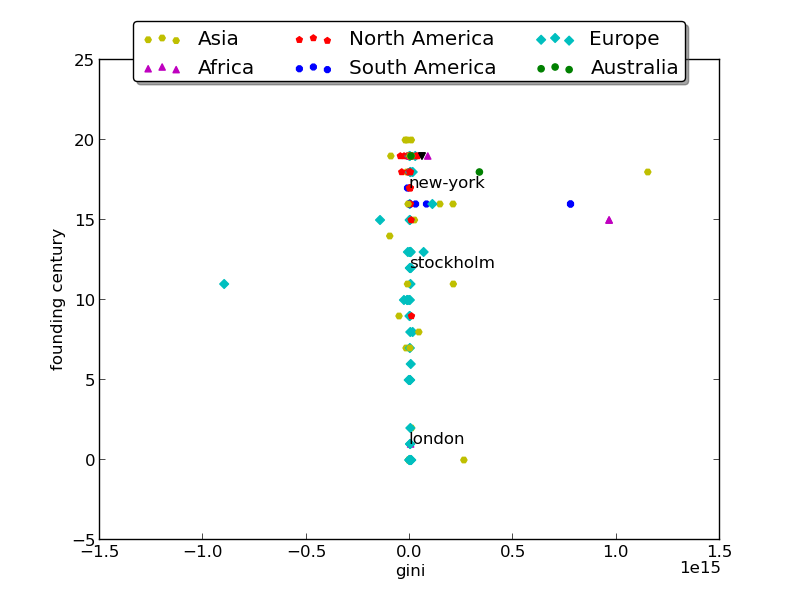 Asia North America Europe
Africa South America Australia
25
20
new-york
15
stockholm
10
5
london
0
−5
founding century
−1.5 −1.0 −0.5 0.0 0.5 1.0 1.5
gini 1e15